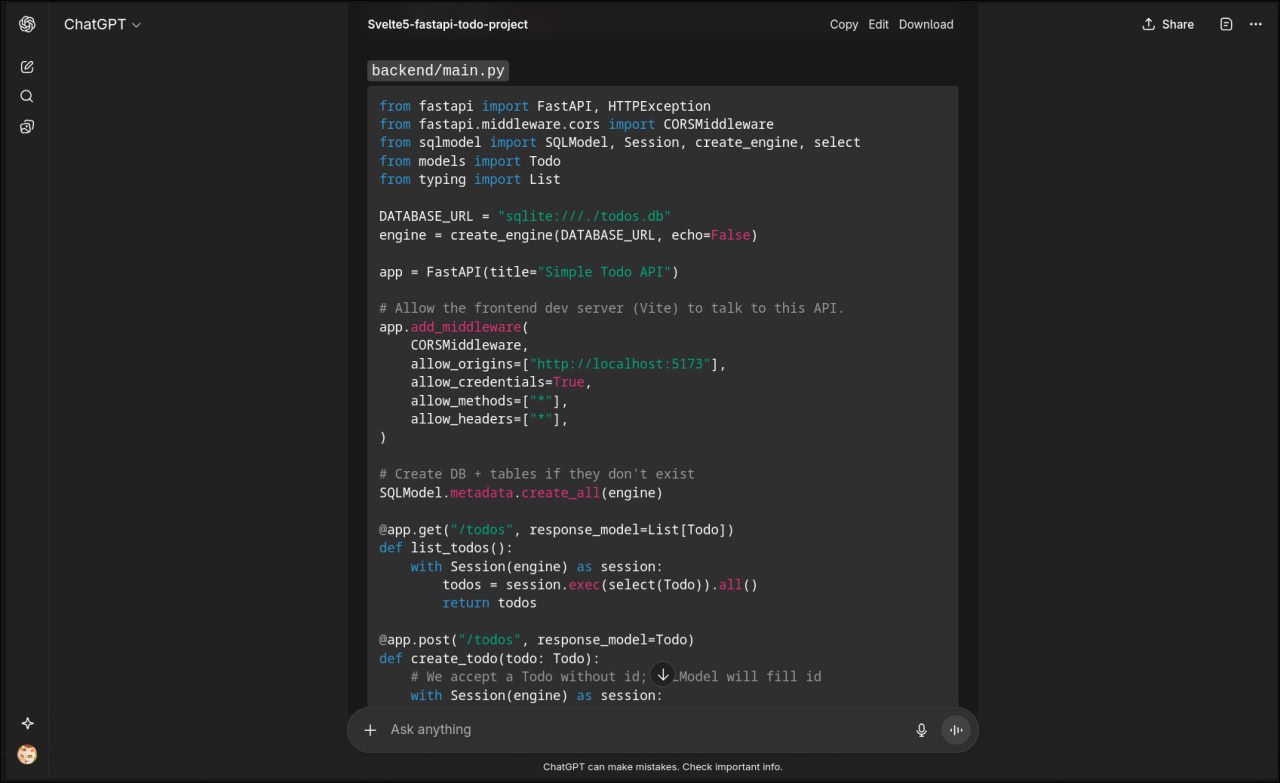 ChatGPT
Svelte5-fastapi-todo-project
Copy Edit Download
Share
backend/main.py
from fastapi import FastAPI, HTTPException
from fastapi.middleware.cors import CORSMiddleware
from sqlmodel import SQLModel, Session, create_engine, select
from models import Todo
from typing import List

DATABASE_URL = "sqlite:///./todos.db"
engine = create_engine(DATABASE_URL, echo=False)

app = FastAPI(title="Simple Todo API")

# Allow the frontend dev server (Vite) to talk to this API.
app.add_middleware(
    CORSMiddleware,
    allow_origins=["http://localhost:5173"],
    allow_credentials=True,
    allow_methods=["*"],
    allow_headers=["*"],
)

# Create DB + tables if they don't exist
SQLModel.metadata.create_all(engine)

@app.get("/todos", response_model=List[Todo])
def list_todos():
    with Session(engine) as session:
        todos = session.exec(select(Todo)).all()
        return todos

@app.post("/todos", response_model=Todo)
def create_todo(todo: Todo):
    # We accept a Todo without id; Model will fill id
    with Session(engine) as session:
Ask anything
ChatGPT can make mistakes. Check important info.